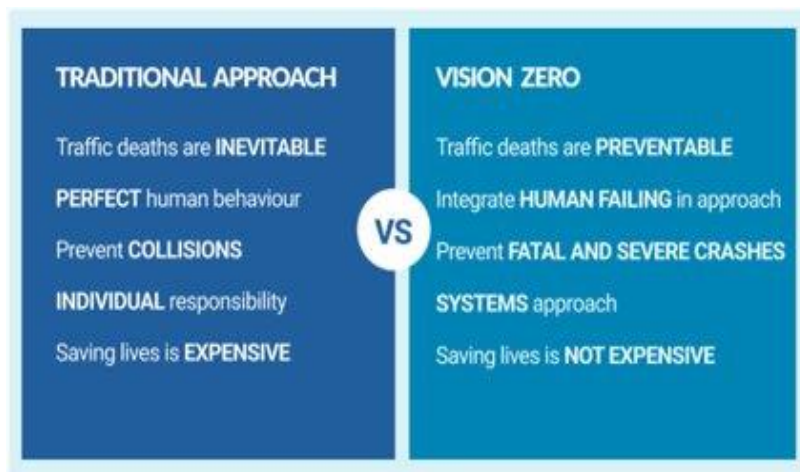 TRADITIONAL APPROACH
Traffic deaths are INEVITABLE
PERFECT human behaviour
Prevent COLLISIONS
INDIVIDUAL responsibility
Saving lives is EXPENSIVE
VS
VISION ZERO
Traffic deaths are PREVENTABLE
Integrate HUMAN FAILING in approach
Prevent FATAL AND SEVERE CRASHES
SYSTEMS approach
Saving lives is NOT EXPENSIVE